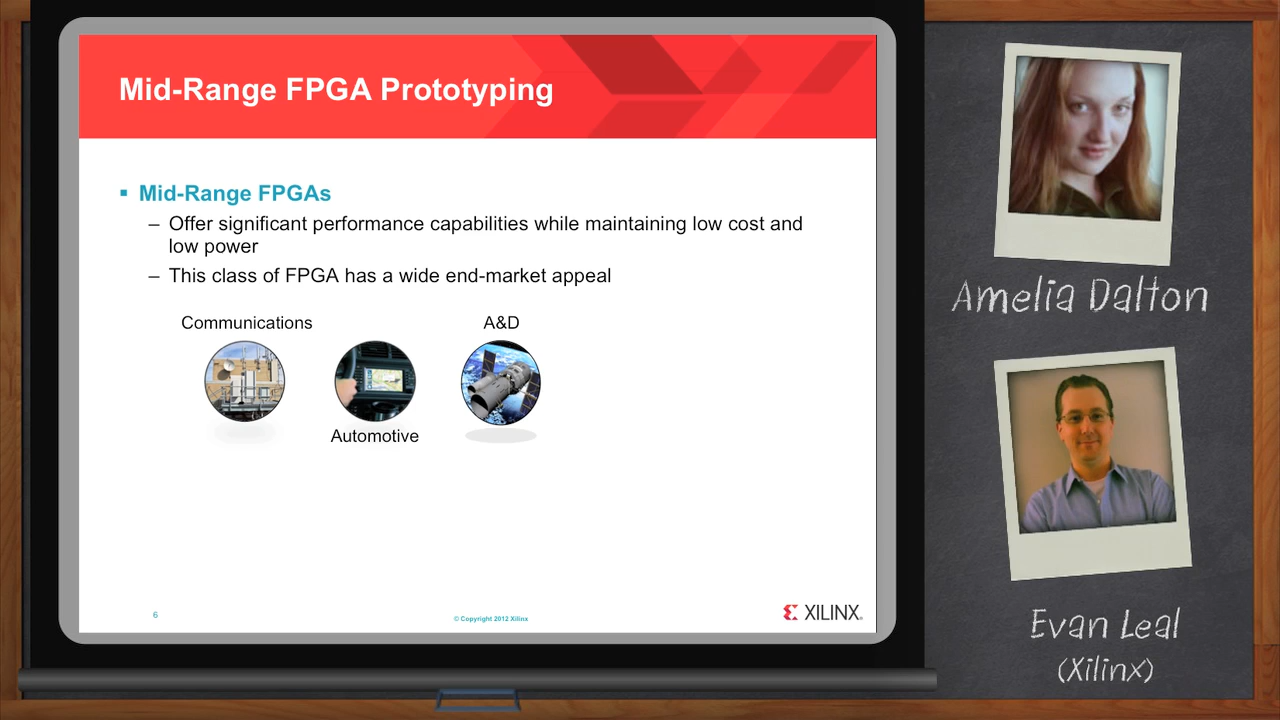 Mid-Range FPGA Prototyping
▪ Mid-Range FPGAs
– Offer significant performance capabilities while maintaining low cost and
low power
– This class of FPGA has a wide end-market appeal
Communications
A&D
Automotive
6
© Copyright 2012 Xilinx
XILINX.
Amelia Dalton
Evan Leal
(Xilinx)